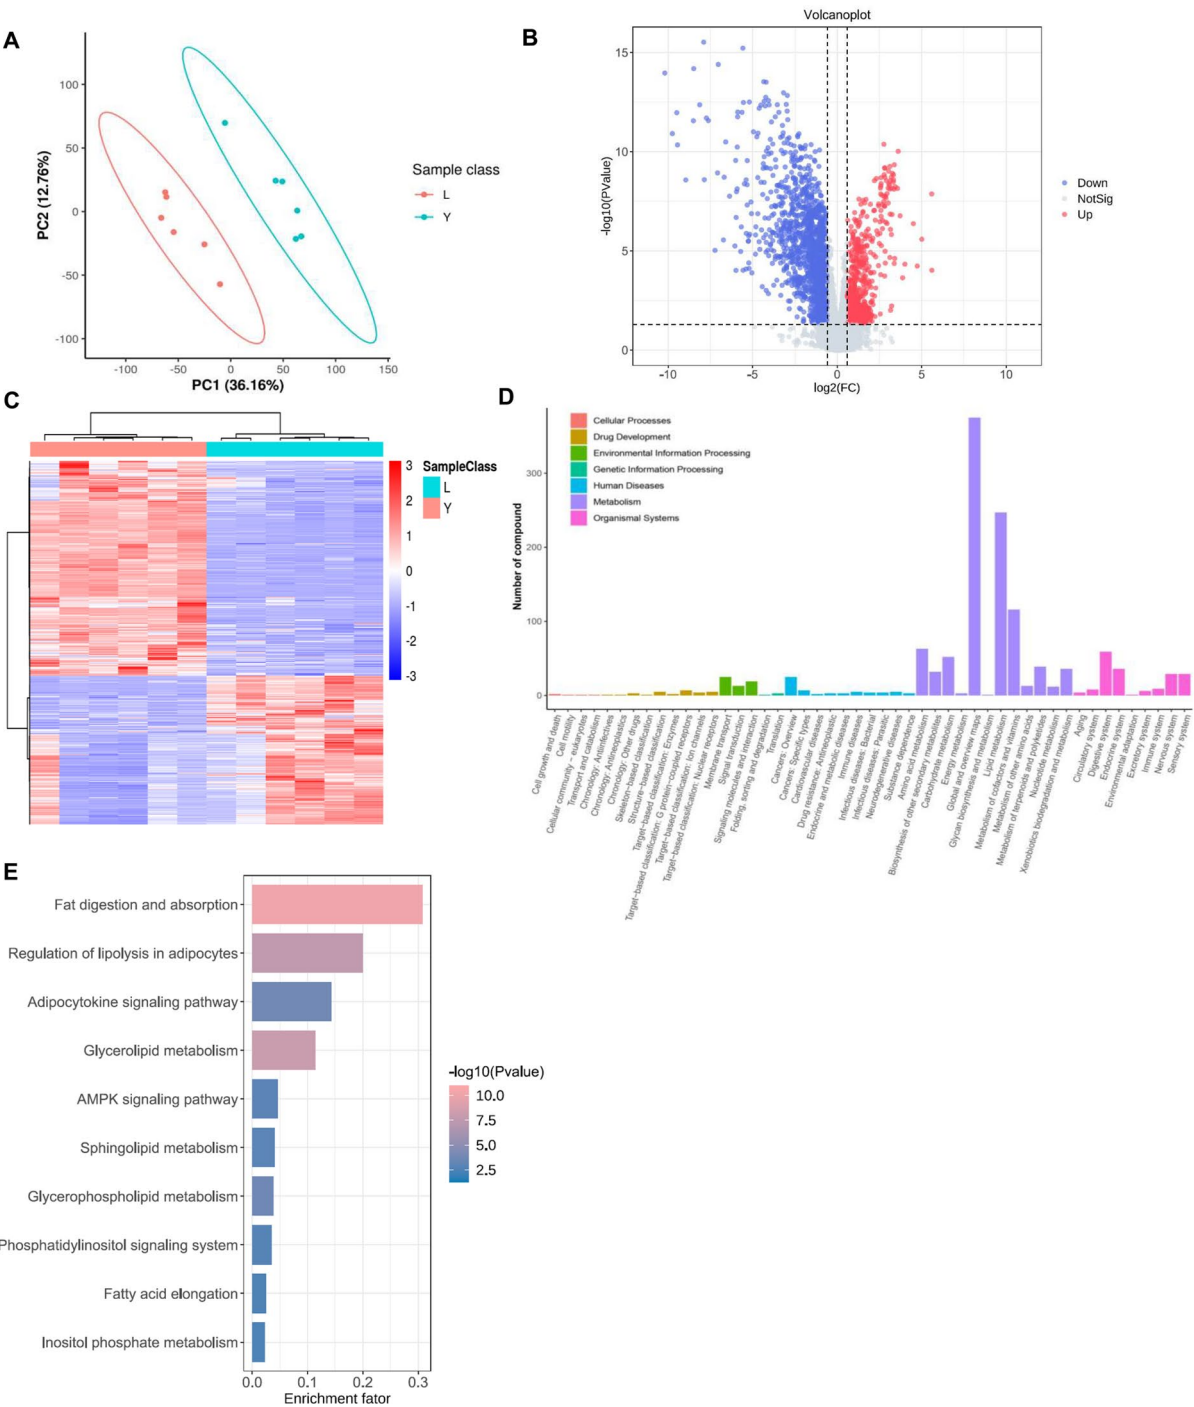 A
100
50
0
-50
-100
PC2 (12.76%)
-100
-50
0
50
100
150
PC1 (36.16%)
Sample class
L
Y
B
Volcanoplot
15
10
5
0
-log10(PValue)
-10
-5
0
5
10
log2(FC)
Down
NotSig
Up
C
3
2
1
0
-1
-2
-3
SampleClass
L
Y
D
Cellular Processes
Drug Development
Environmental Information Processing
Genetic Information Processing
Human Diseases
Metabolism
Organismal Systems
300
200
100
0
Number of compound
Cell growth and death
Cell motility
Cellular community - eukaryotes
Transport and catabolism
Chronology: Antiinfectives
Chronology: Antineoplastics
Chronology: Other drugs
Skeleton-based classification
Structure-based classification
Target-based classification: Enzymes
Target-based classification: G protein-coupled receptors
Target-based classification: Ion channels
Target-based classification: Nuclear receptors
Membrane transport
Signal transduction
Signaling molecules and interaction
Folding, sorting and degradation
Translation
Cancers: Overview
Cancers: Specific types
Cardiovascular diseases
Drug resistance: Antineoplastic
Endocrine and metabolic diseases
Immune diseases
Infectious diseases: Bacterial
Infectious diseases: Parasitic
Neurodegenerative diseases
Substance dependence
Amino acid metabolism
Biosynthesis of other secondary metabolites
Carbohydrate metabolism
Energy metabolism
Global and overview maps
Glycan biosynthesis and metabolism
Lipid metabolism
Metabolism of cofactors and vitamins
Metabolism of other amino acids
Metabolism of terpenoids and polyketides
Nucleotide metabolism
Xenobiotics biodegradation and metabolism
Aging
Circulatory system
Digestive system
Endocrine system
Environmental adaptation
Excretory system
Immune system
Nervous system
Sensory system
E
Fat digestion and absorption
Regulation of lipolysis in adipocytes
Adipocytokine signaling pathway
Glycerolipid metabolism
AMPK signaling pathway
Sphingolipid metabolism
Glycerophospholipid metabolism
Phosphatidylinositol signaling system
Fatty acid elongation
Inositol phosphate metabolism
0.0
0.1
0.2
0.3
Enrichment fator
-log10(Pvalue)
10.0
7.5
5.0
2.5